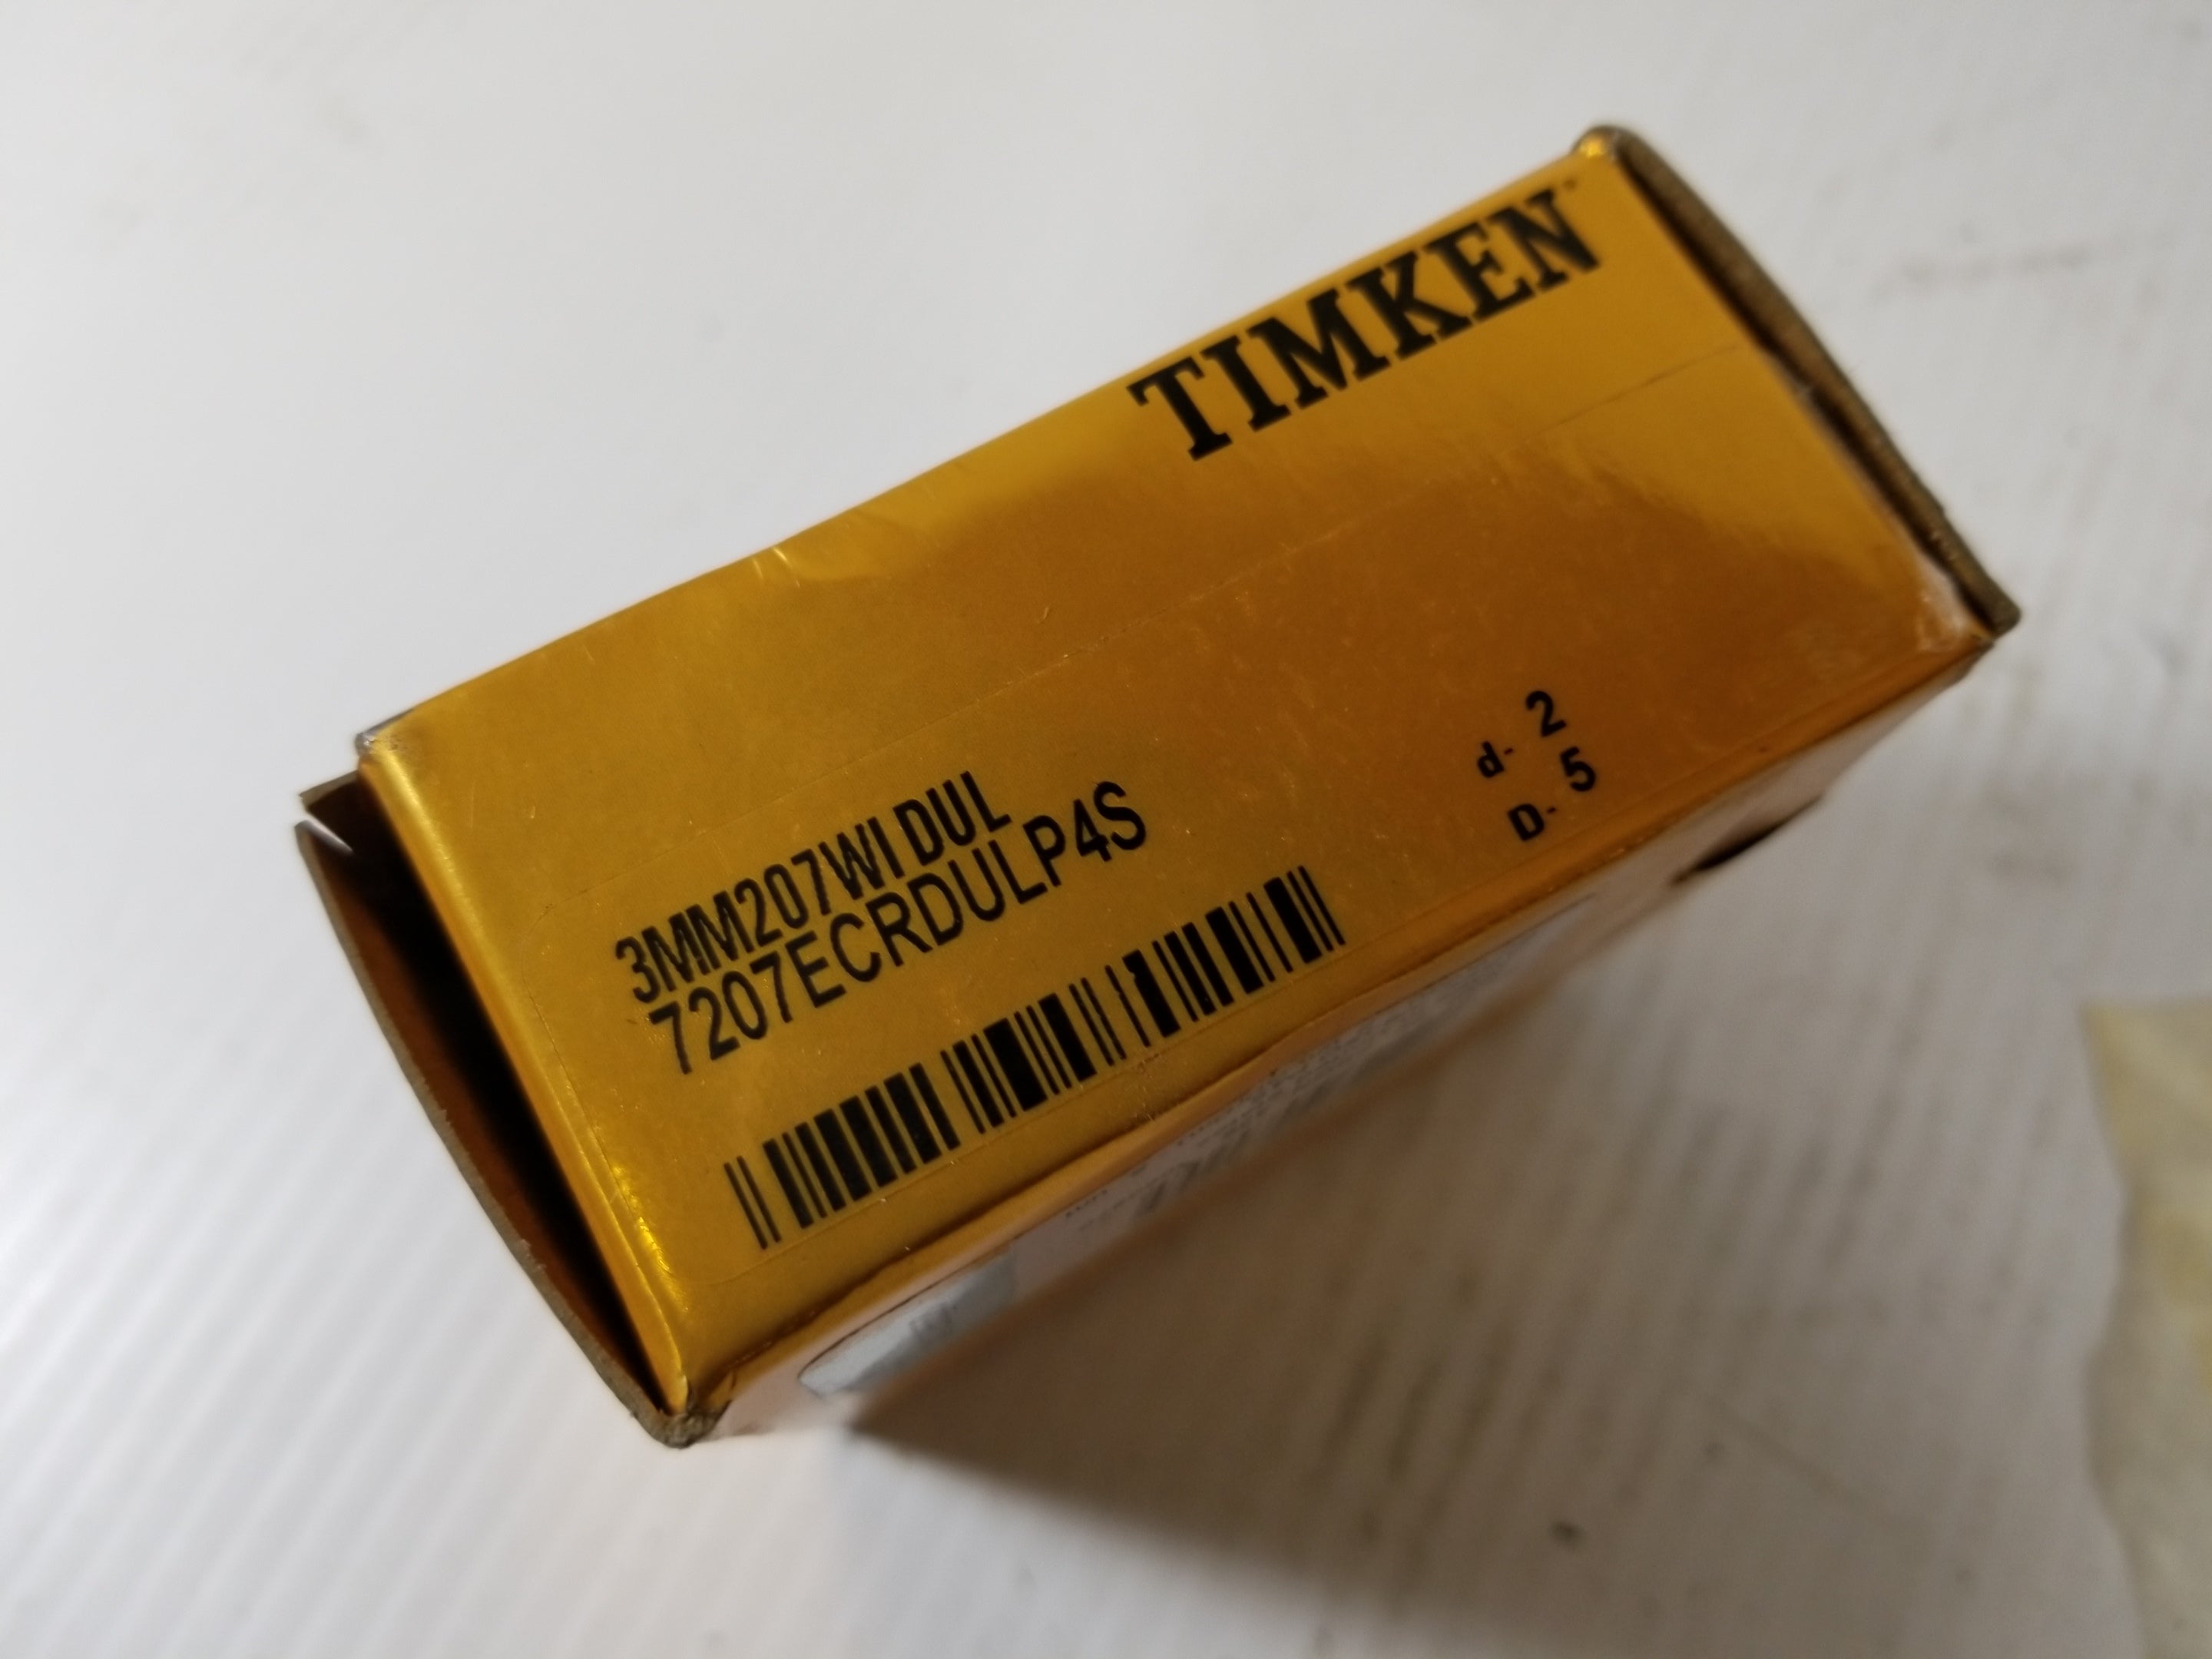 TIMKEN
3MM207WI DUL
7207ECRDULP4S
d- 2
D- 5